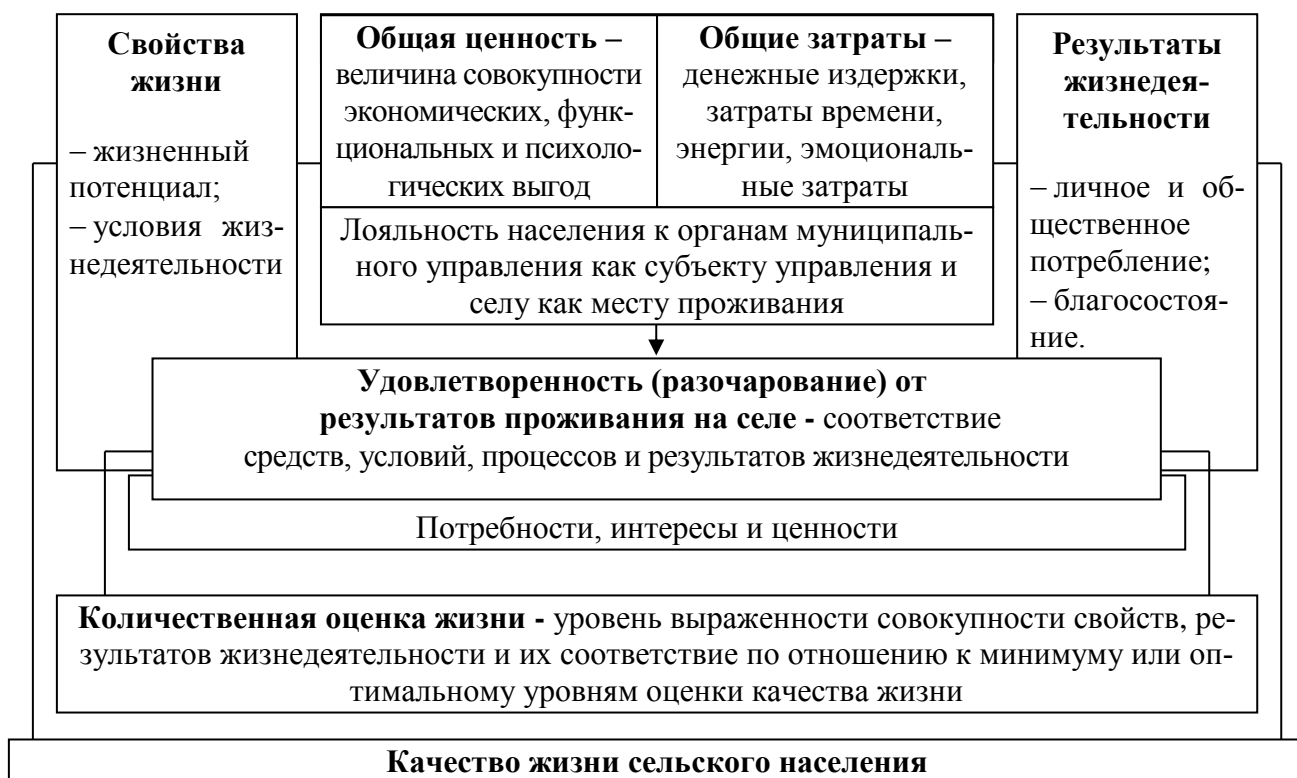 Свойства
жизни
– жизненный
потенциал;
– условия жиз-
недеятельности
Общая ценность –
величина совокупности
экономических, функ-
циональных и психоло-
гических выгод
Общие затраты –
денежные издержки,
затраты времени,
энергии, эмоциональ-
ные затраты
Результаты
жизнедея-
тельности
– личное и об-
щественное
потребление;
– благосостоя-
ние.
Лояльность населения к органам муниципаль-
ного управления как субъекту управления и
селу как месту проживания
Удовлетворенность (разочарование) от
результатов проживания на селе - соответствие
средств, условий, процессов и результатов жизнедеятельности
Потребности, интересы и ценности
Количественная оценка жизни - уровень выраженности совокупности свойств, ре-
зультатов жизнедеятельности и их соответствие по отношению к минимуму или оп-
тимальному уровням оценки качества жизни
Качество жизни сельского населения